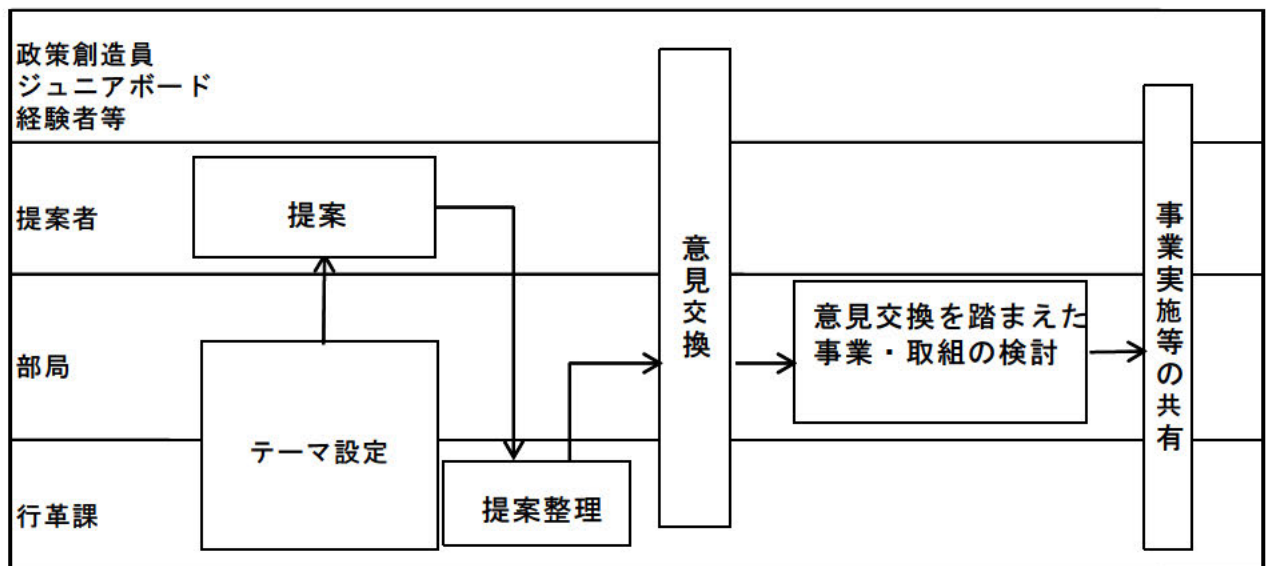 政策創造員
ジュニアボード
経験者等
提案者
提案
部局
テーマ設定
行革課
提案整理
意見交換
意見交換を踏まえた
事業・取組の検討
事業実施等の共有